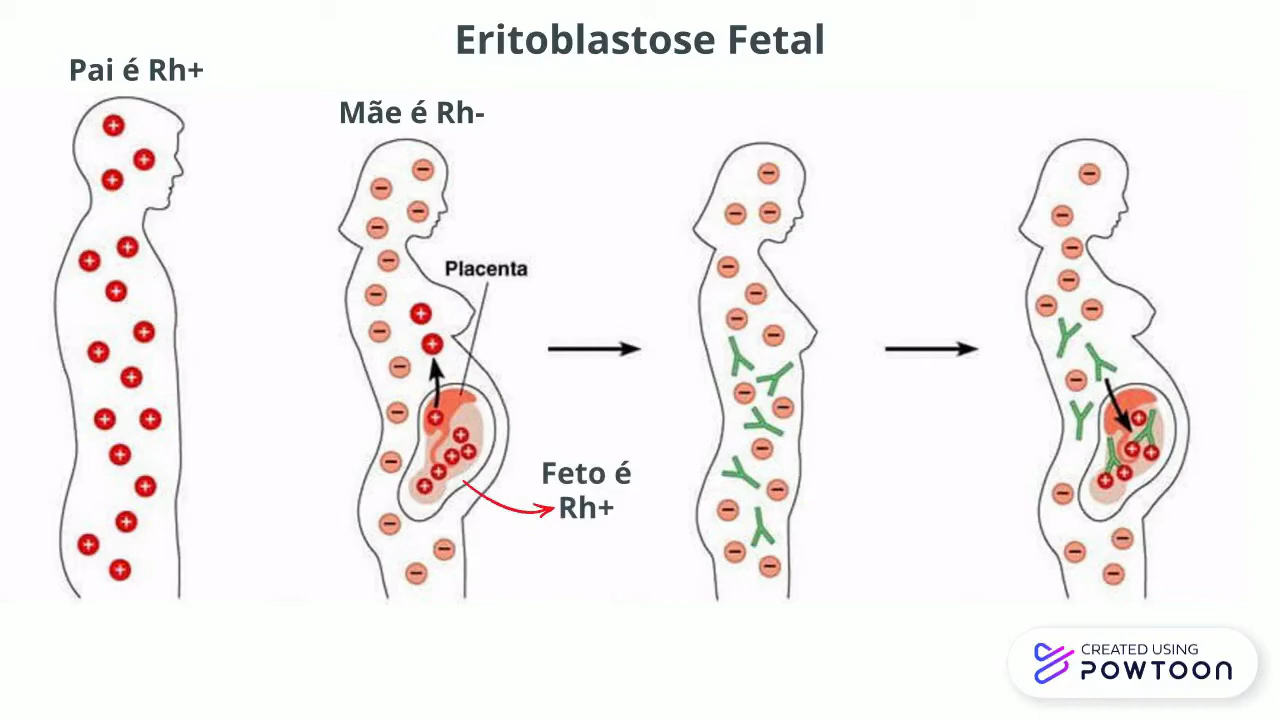 Eritoblastose Fetal
Pai é Rh+
Mãe é Rh-
Placenta
Feto é
Rh+
CREATED USING
POWTOON